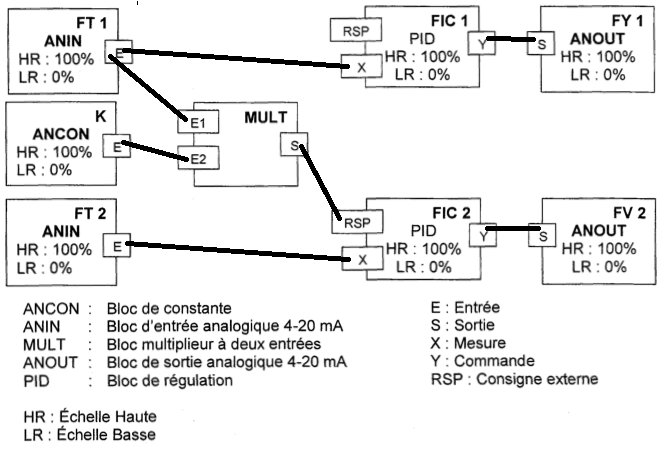 FT 1
ANIN
HR : 100%
LR : 0%
E
RSP
X
FIC 1
PID
HR : 100%
LR : 0%
Y
S
FY 1
ANOUT
HR : 100%
LR : 0%
K
ANCON
HR : 100%
LR : 0%
E
E1
E2
MULT
S
FT 2
ANIN
HR : 100%
LR : 0%
E
RSP
X
FIC 2
PID
HR : 100%
LR : 0%
Y
S
FV 2
ANOUT
HR : 100%
LR : 0%
ANCON : Bloc de constante
ANIN : Bloc d'entrée analogique 4-20 mA
MULT : Bloc multiplieur à deux entrées
ANOUT : Bloc de sortie analogique 4-20 mA
PID : Bloc de régulation
HR : Échelle Haute
LR : Échelle Basse
E : Entrée
S : Sortie
X : Mesure
Y : Commande
RSP : Consigne externe